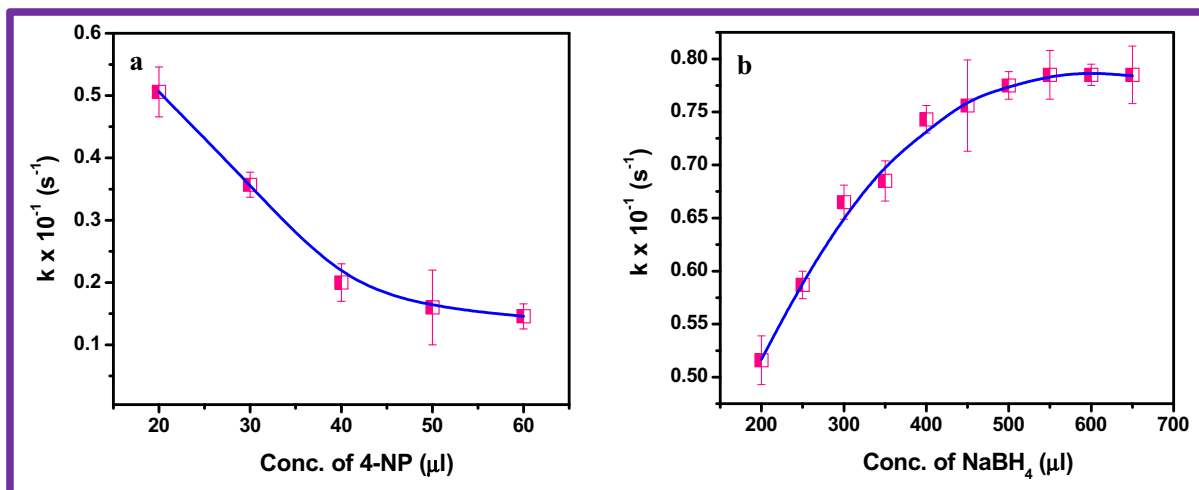 a
0.6
0.5
0.4
0.3
0.2
0.1
k x 10⁻¹ (s⁻¹)
20 30 40 50 60
Conc. of 4-NP (μl)
b
0.80
0.75
0.70
0.65
0.60
0.55
0.50
k x 10⁻¹ (s⁻¹)
200 300 400 500 600 700
Conc. of NaBH₄ (μl)